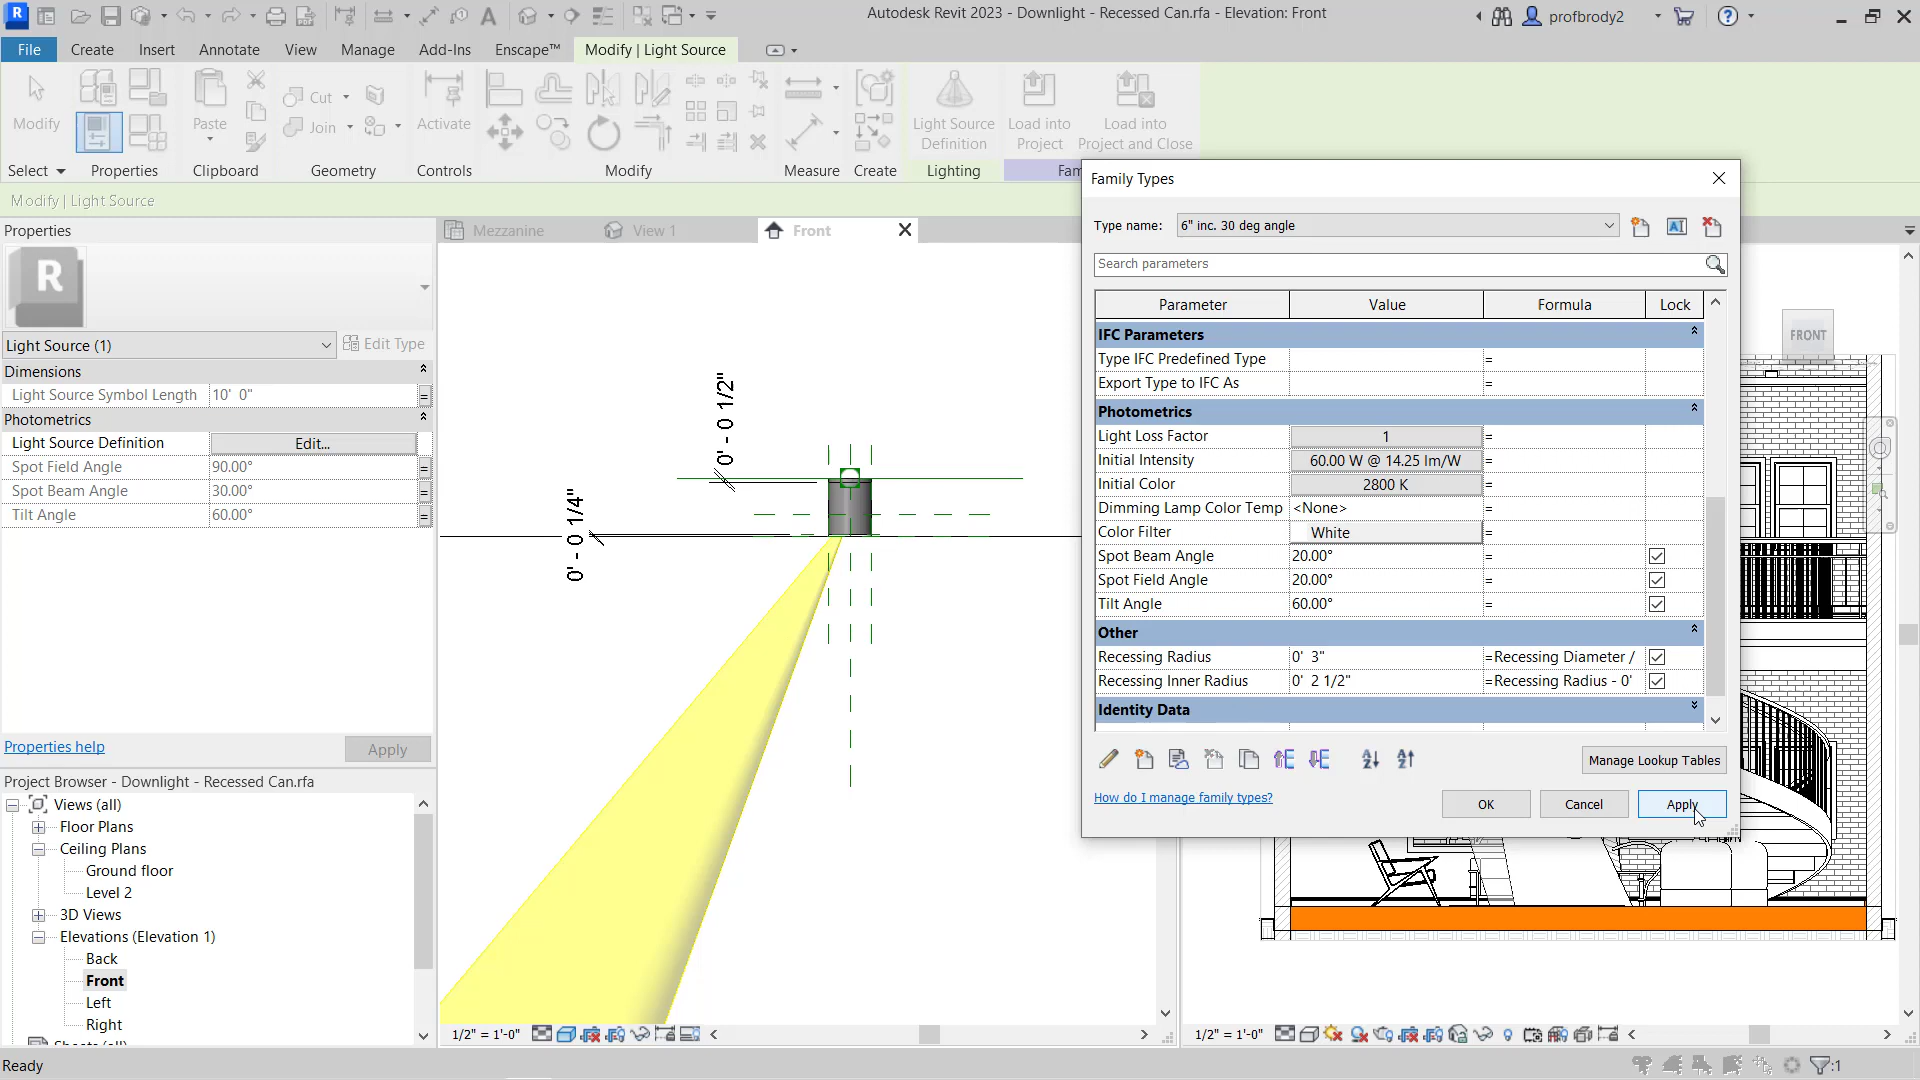 Autodesk Revit 2023 - Downlight - Recessed Can.rfa - Elevation: Front
profbrody2
File
Create
Insert
Annotate
View
Manage
Add-Ins
Enscape™
Modify | Light Source
Modify
Paste
Cut
Join
Activate
Light Source
Definition
Load into
Project
Load into
Project and Close
Select
Properties
Clipboard
Geometry
Controls
Modify
Measure
Create
Lighting
Fam
Modify | Light Source
Properties
Light Source (1)
Edit Type
Dimensions
Light Source Symbol Length 10' 0"
Photometrics
Light Source Definition Edit...
Spot Field Angle 90.00°
Spot Beam Angle 30.00°
Tilt Angle 60.00°
Properties help
Apply
Project Browser - Downlight - Recessed Can.rfa
Views (all)
Floor Plans
Ceiling Plans
Ground floor
Level 2
3D Views
Elevations (Elevation 1)
Back
Front
Left
Right
Sheets (all)
Ready
Mezzanine
View 1
Front
0' - 0 1/2"
0' - 0 1/4"
1/2" = 1'-0"
Family Types
Type name: 6" inc. 30 deg angle
Search parameters
Parameter Value Formula Lock
IFC Parameters
Type IFC Predefined Type =
Export Type to IFC As =
Photometrics
Light Loss Factor 1 =
Initial Intensity 60.00 W @ 14.25 lm/W =
Initial Color 2800 K =
Dimming Lamp Color Temp <None> =
Color Filter White =
Spot Beam Angle 20.00° =
Spot Field Angle 20.00° =
Tilt Angle 60.00° =
Other
Recessing Radius 0' 3" =Recessing Diameter /
Recessing Inner Radius 0' 2 1/2" =Recessing Radius - 0'
Identity Data
Manage Lookup Tables
How do I manage family types?
OK
Cancel
Apply
FRONT
1/2" = 1'-0"
:1